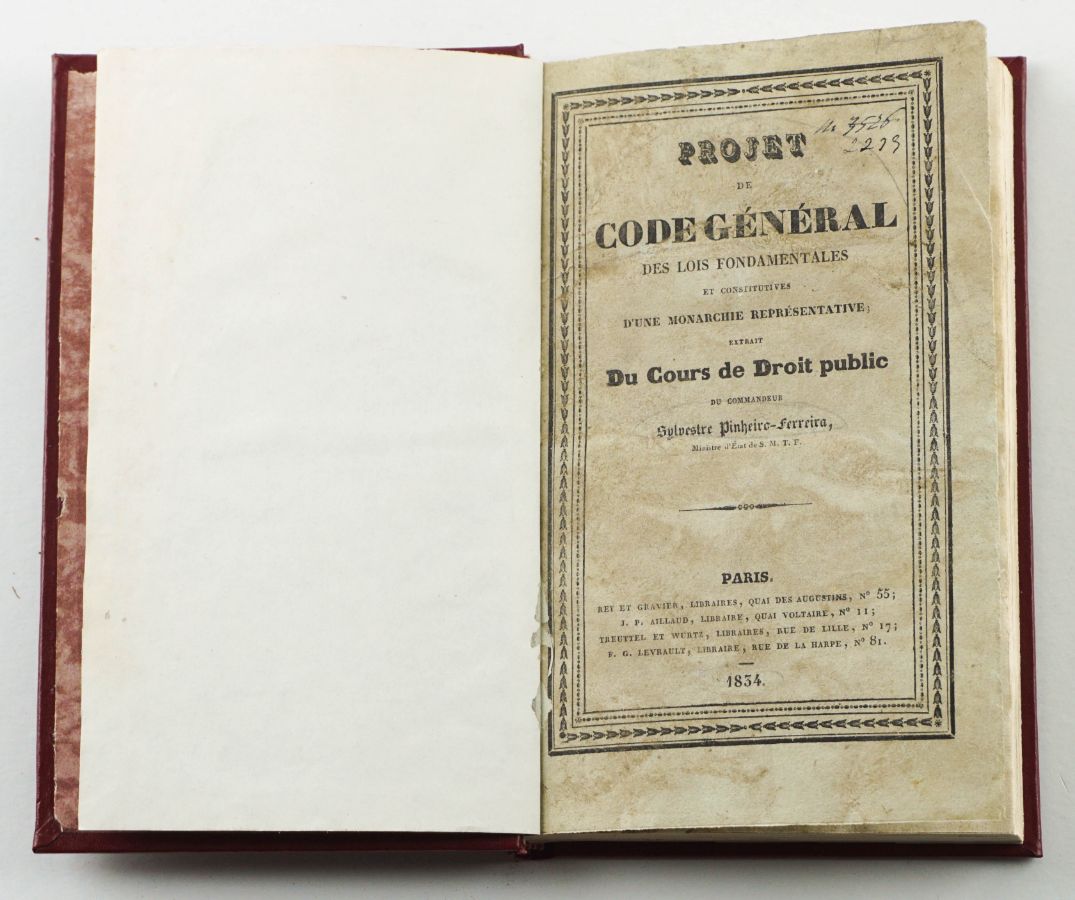 2219
PROJET
DE
CODE GÉNÉRAL
DES LOIS FONDAMENTALES
ET CONSTITUTIVES
D'UNE MONARCHIE REPRÉSENTATIVE;
EXTRAIT
Du Cours de Droit public
DU COMMANDEUR
Sylvestre Pinheiro-Ferreira,
Ministre d'État de S. M. T. F.
PARIS.
REY ET GRAVIER, LIBRAIRES, QUAI DES AUGUSTINS, N° 55;
J. P. AILLAUD, LIBRAIRE, QUAI VOLTAIRE, N° 11;
TREUTTEL ET WURTZ, LIBRAIRES, RUE DE LILLE, N° 17;
F. G. LEVRAULT, LIBRAIRE, RUE DE LA HARPE, N° 81.
1834.